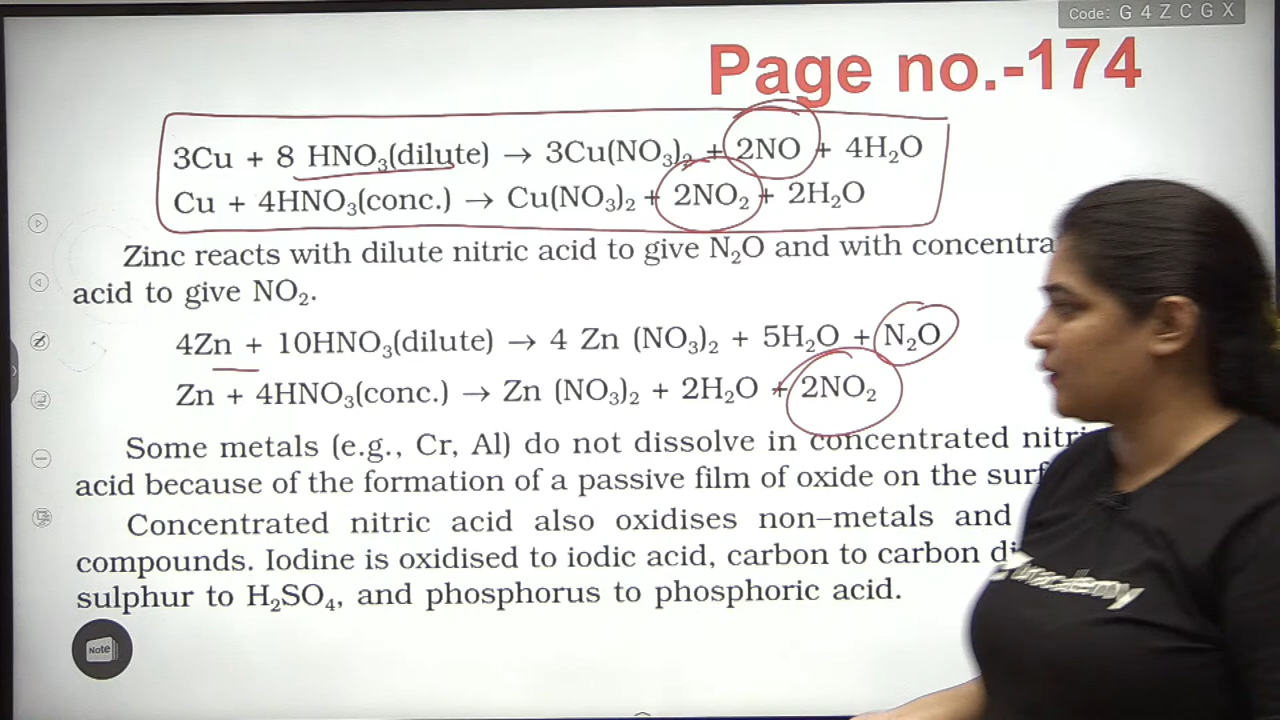 Code: G 4 Z C G X
Page no.-174
3Cu + 8 HNO₃(dilute) → 3Cu(NO₃)₂ + 2NO + 4H₂O
Cu + 4HNO₃(conc.) → Cu(NO₃)₂ + 2NO₂ + 2H₂O
Zinc reacts with dilute nitric acid to give N₂O and with
acid to give NO₂.
4Zn + 10HNO₃(dilute) → 4 Zn (NO₃)₂ + 5H₂O + N₂O
Zn + 4HNO₃(conc.) → Zn (NO₃)₂ + 2H₂O + 2NO₂
Some metals (e.g., Cr, Al) do not dissolve in concentrated
acid because of the formation of a passive film of oxide on the
Concentrated nitric acid also oxidises non–metals and
compounds. Iodine is oxidised to iodic acid, carbon to carbon
sulphur to H₂SO₄, and phosphorus to phosphoric acid.
Note